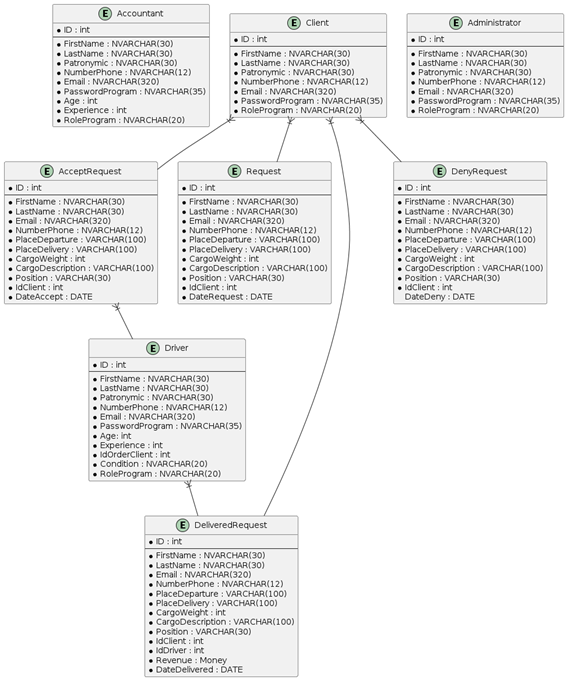 E Accountant
ID : int
FirstName : NVARCHAR(30)
LastName : NVARCHAR(30)
Patronymic : NVARCHAR(30)
NumberPhone : NVARCHAR(12)
Email : NVARCHAR(320)
PasswordProgram : NVARCHAR(35)
Age : int
Experience : int
RoleProgram : NVARCHAR(20)
E Client
ID : int
FirstName : NVARCHAR(30)
LastName : NVARCHAR(30)
Patronymic : NVARCHAR(30)
NumberPhone : NVARCHAR(12)
Email : NVARCHAR(320)
PasswordProgram : NVARCHAR(35)
RoleProgram : NVARCHAR(20)
E Administrator
ID : int
FirstName : NVARCHAR(30)
LastName : NVARCHAR(30)
Patronymic : NVARCHAR(30)
NumberPhone : NVARCHAR(12)
Email : NVARCHAR(320)
PasswordProgram : NVARCHAR(35)
RoleProgram : NVARCHAR(20)
E AcceptRequest
ID : int
FirstName : NVARCHAR(30)
LastName : NVARCHAR(30)
Email : NVARCHAR(320)
NumberPhone : NVARCHAR(12)
PlaceDeparture : VARCHAR(100)
PlaceDelivery : VARCHAR(100)
CargoWeight : int
CargoDescription : VARCHAR(100)
Position : VARCHAR(30)
IdClient : int
DateAccept : DATE
E Request
ID : int
FirstName : NVARCHAR(30)
LastName : NVARCHAR(30)
Email : NVARCHAR(320)
NumberPhone : NVARCHAR(12)
PlaceDeparture : VARCHAR(100)
PlaceDelivery : VARCHAR(100)
CargoWeight : int
CargoDescription : VARCHAR(100)
Position : VARCHAR(30)
IdClient : int
DateRequest : DATE
E DenyRequest
ID : int
FirstName : NVARCHAR(30)
LastName : NVARCHAR(30)
Email : NVARCHAR(320)
NumberPhone : NVARCHAR(12)
PlaceDeparture : VARCHAR(100)
PlaceDelivery : VARCHAR(100)
CargoWeight : int
CargoDescription : VARCHAR(100)
Position : VARCHAR(30)
IdClient : int
DateDeny : DATE
E Driver
ID : int
FirstName : NVARCHAR(30)
LastName : NVARCHAR(30)
Patronymic : NVARCHAR(30)
NumberPhone : NVARCHAR(12)
Email : NVARCHAR(320)
PasswordProgram : NVARCHAR(35)
Age: int
Experience : int
IdOrderClient : int
Condition : NVARCHAR(20)
RoleProgram : NVARCHAR(20)
E DeliveredRequest
ID : int
FirstName : NVARCHAR(30)
LastName : NVARCHAR(30)
Email : NVARCHAR(320)
NumberPhone : NVARCHAR(12)
PlaceDeparture : VARCHAR(100)
PlaceDelivery : VARCHAR(100)
CargoWeight : int
CargoDescription : VARCHAR(100)
Position : VARCHAR(30)
IdClient : int
IdDriver : int
Revenue : Money
DateDelivered : DATE